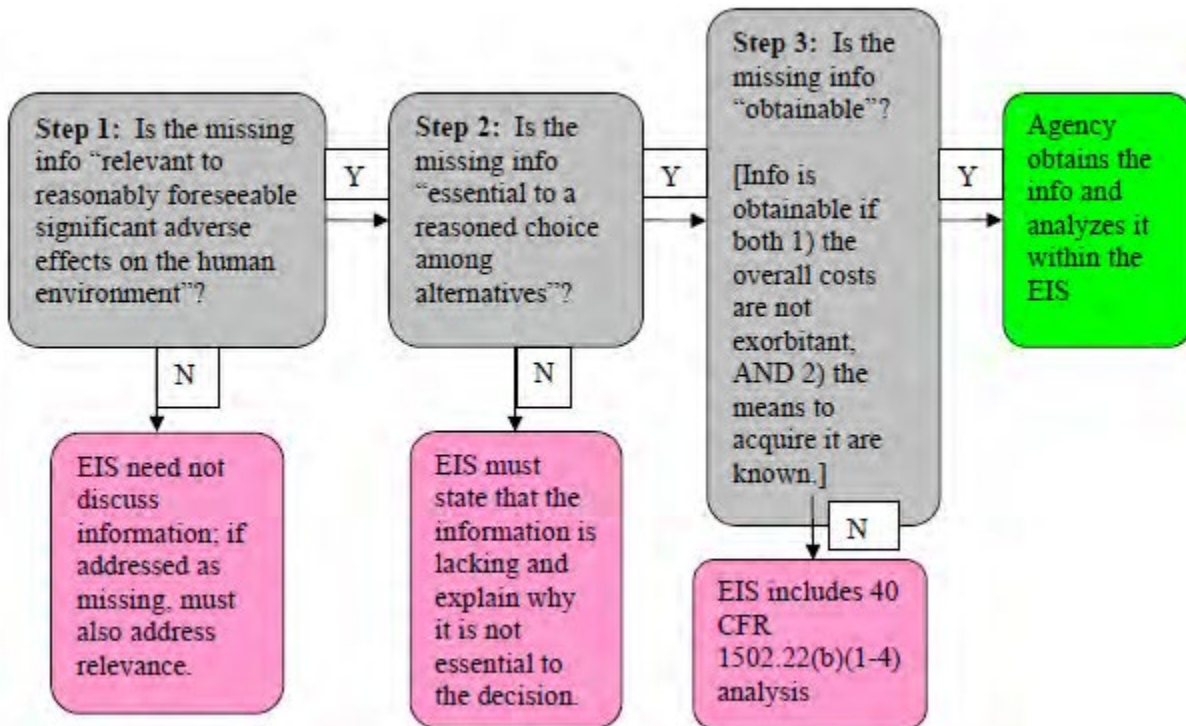 Step 1: Is the missing
info “relevant to
reasonably foreseeable
significant adverse
effects on the human
environment”?
Y
N
EIS need not
discuss
information; if
addressed as
missing, must
also address
relevance.
Step 2: Is the
missing info
“essential to a
reasoned choice
among
alternatives”?
Y
N
EIS must
state that the
information is
lacking and
explain why
it is not
essential to
the decision.
Step 3: Is the
missing info
“obtainable”?
[Info is
obtainable if
both 1) the
overall costs
are not
exorbitant,
AND 2) the
means to
acquire it are
known.]
Y
N
EIS includes 40
CFR
1502.22(b)(1-4)
analysis
Agency
obtains the
info and
analyzes it
within the
EIS